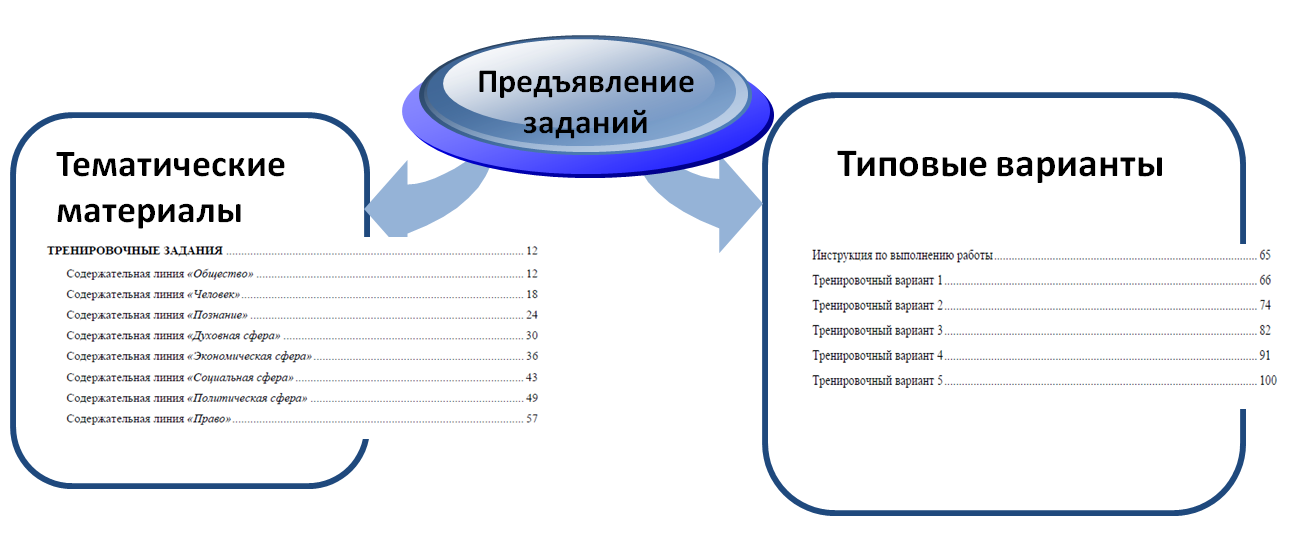 Предъявление
заданий
Тематические
материалы
ТРЕНИРОВОЧНЫЕ ЗАДАНИЯ ........ 12
Содержательная линия «Общество» ........ 12
Содержательная линия «Человек» ........ 18
Содержательная линия «Познание» ........ 24
Содержательная линия «Духовная сфера» ........ 30
Содержательная линия «Экономическая сфера» ........ 36
Содержательная линия «Социальная сфера» ........ 43
Содержательная линия «Политическая сфера» ........ 49
Содержательная линия «Право» ........ 57
Типовые варианты
Инструкция по выполнению работы ........ 65
Тренировочный вариант 1 ........ 66
Тренировочный вариант 2 ........ 74
Тренировочный вариант 3 ........ 82
Тренировочный вариант 4 ........ 91
Тренировочный вариант 5 ........ 100